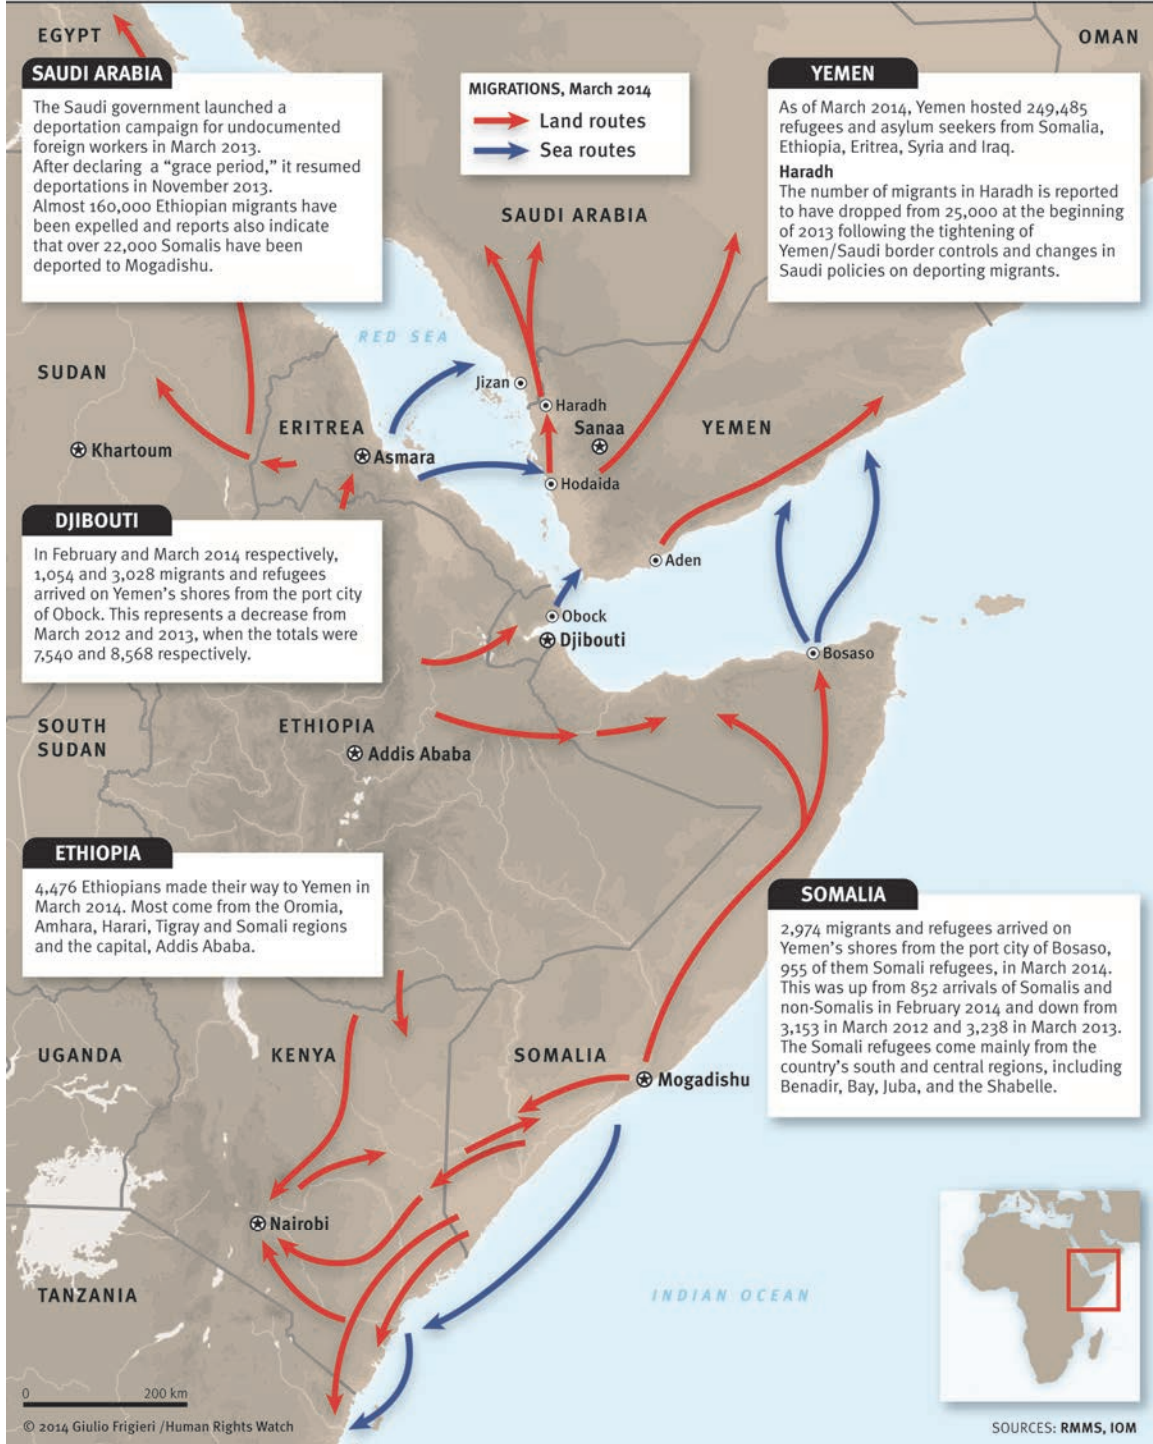 EGYPT
OMAN
SAUDI ARABIA
The Saudi government launched a
deportation campaign for undocumented
foreign workers in March 2013.
After declaring a “grace period,” it resumed
deportations in November 2013.
Almost 160,000 Ethiopian migrants have
been expelled and reports also indicate
that over 22,000 Somalis have been
deported to Mogadishu.
MIGRATIONS, March 2014
Land routes
Sea routes
YEMEN
As of March 2014, Yemen hosted 249,485
refugees and asylum seekers from Somalia,
Ethiopia, Eritrea, Syria and Iraq.
Haradh
The number of migrants in Haradh is reported
to have dropped from 25,000 at the beginning
of 2013 following the tightening of
Yemen/Saudi border controls and changes in
Saudi policies on deporting migrants.
SAUDI ARABIA
RED SEA
SUDAN
Jizan
Haradh
ERITREA
Sanaa
YEMEN
Khartoum
Asmara
Hodaida
DJIBOUTI
In February and March 2014 respectively,
1,054 and 3,028 migrants and refugees
arrived on Yemen’s shores from the port city
of Obock. This represents a decrease from
March 2012 and 2013, when the totals were
7,540 and 8,568 respectively.
Aden
Obock
Djibouti
Bosaso
SOUTH
SUDAN
ETHIOPIA
Addis Ababa
ETHIOPIA
4,476 Ethiopians made their way to Yemen in
March 2014. Most come from the Oromia,
Amhara, Harari, Tigray and Somali regions
and the capital, Addis Ababa.
SOMALIA
2,974 migrants and refugees arrived on
Yemen’s shores from the port city of Bosaso,
955 of them Somali refugees, in March 2014.
This was up from 852 arrivals of Somalis and
non-Somalis in February 2014 and down from
3,153 in March 2012 and 3,238 in March 2013.
The Somali refugees come mainly from the
country’s south and central regions, including
Benadir, Bay, Juba, and the Shabelle.
UGANDA
KENYA
SOMALIA
Mogadishu
Nairobi
TANZANIA
INDIAN OCEAN
0 200 km
© 2014 Giulio Frigieri /Human Rights Watch
SOURCES: RMMS, IOM